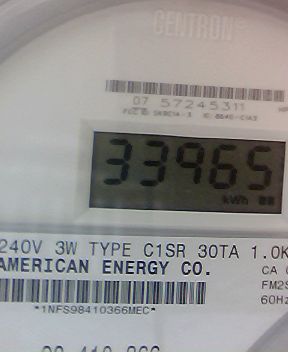 CENTRON
07 57245311
33965
kWh
240V 3W TYPE C1SR 30TA 1.0K
AMERICAN ENERGY CO.
CA 0
FM2S
60Hz
*1NFS98410366MEC*